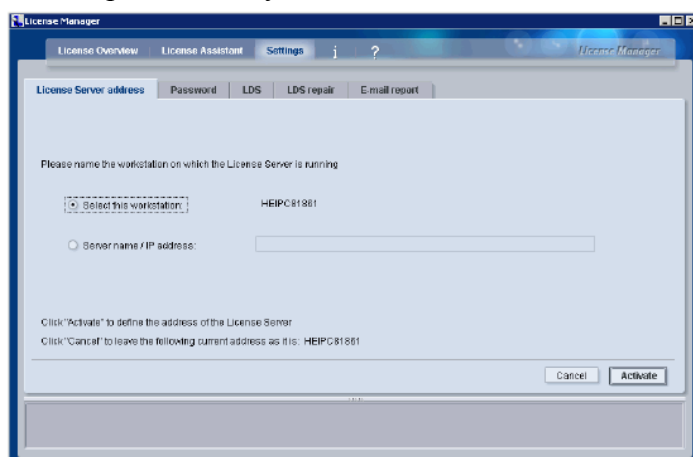 License Manager
License Overview License Assistant Settings i ?
License Manager
License Server address Password LDS LDS repair E-mail report
Please name the workstation on which the License Server is running
Select this workstation: HEIPC81861
Server name / IP address:
Click "Activate" to define the address of the License Server
Click "Cancel" to leave the following current address as it is: HEIPC81861
Cancel Activate